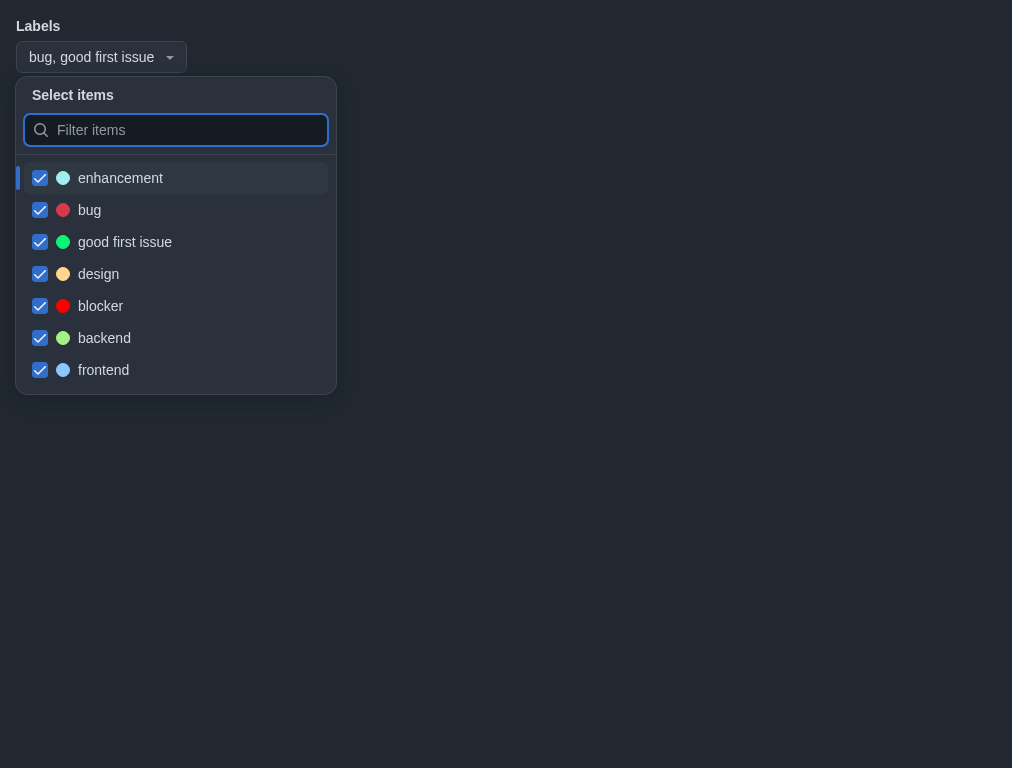 Labels
bug, good first issue
Select items
Filter items
enhancement
bug
good first issue
design
blocker
backend
frontend